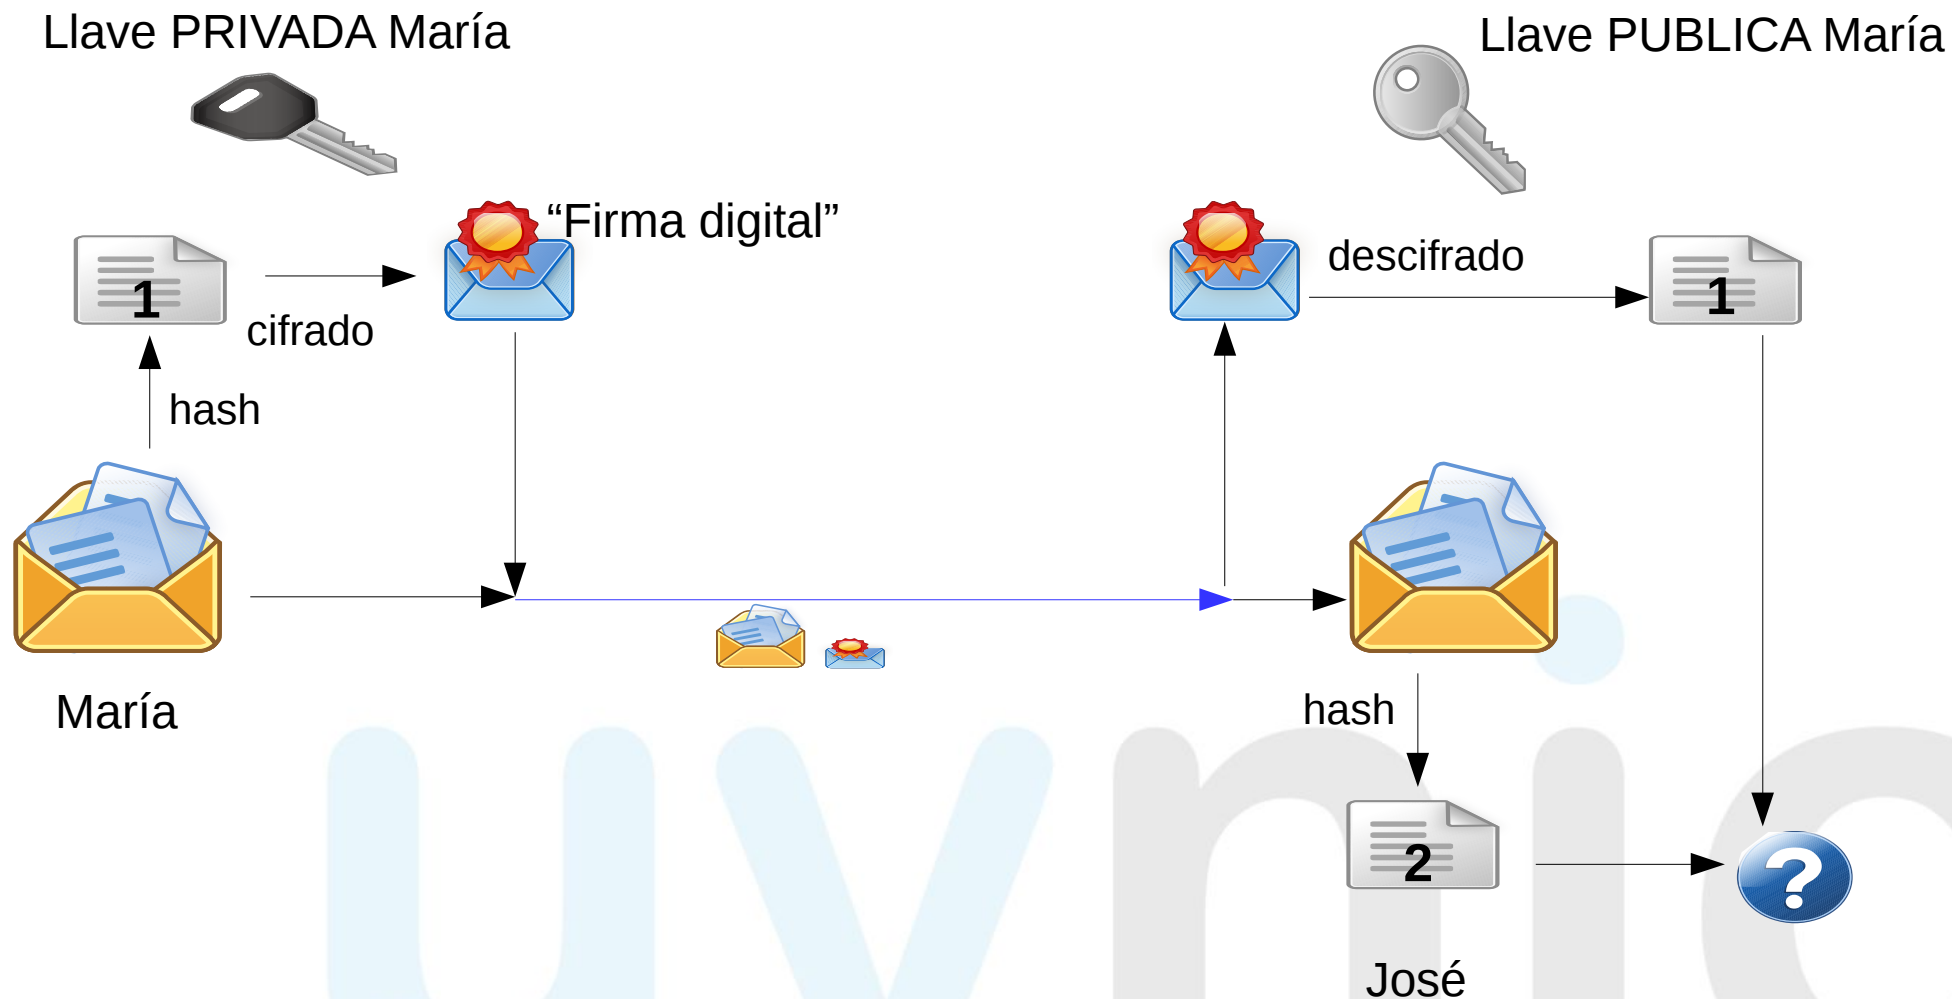 Llave PRIVADA María
Llave PUBLICA María
“Firma digital”
descifrado
1
1
cifrado
hash
María
hash
2
José